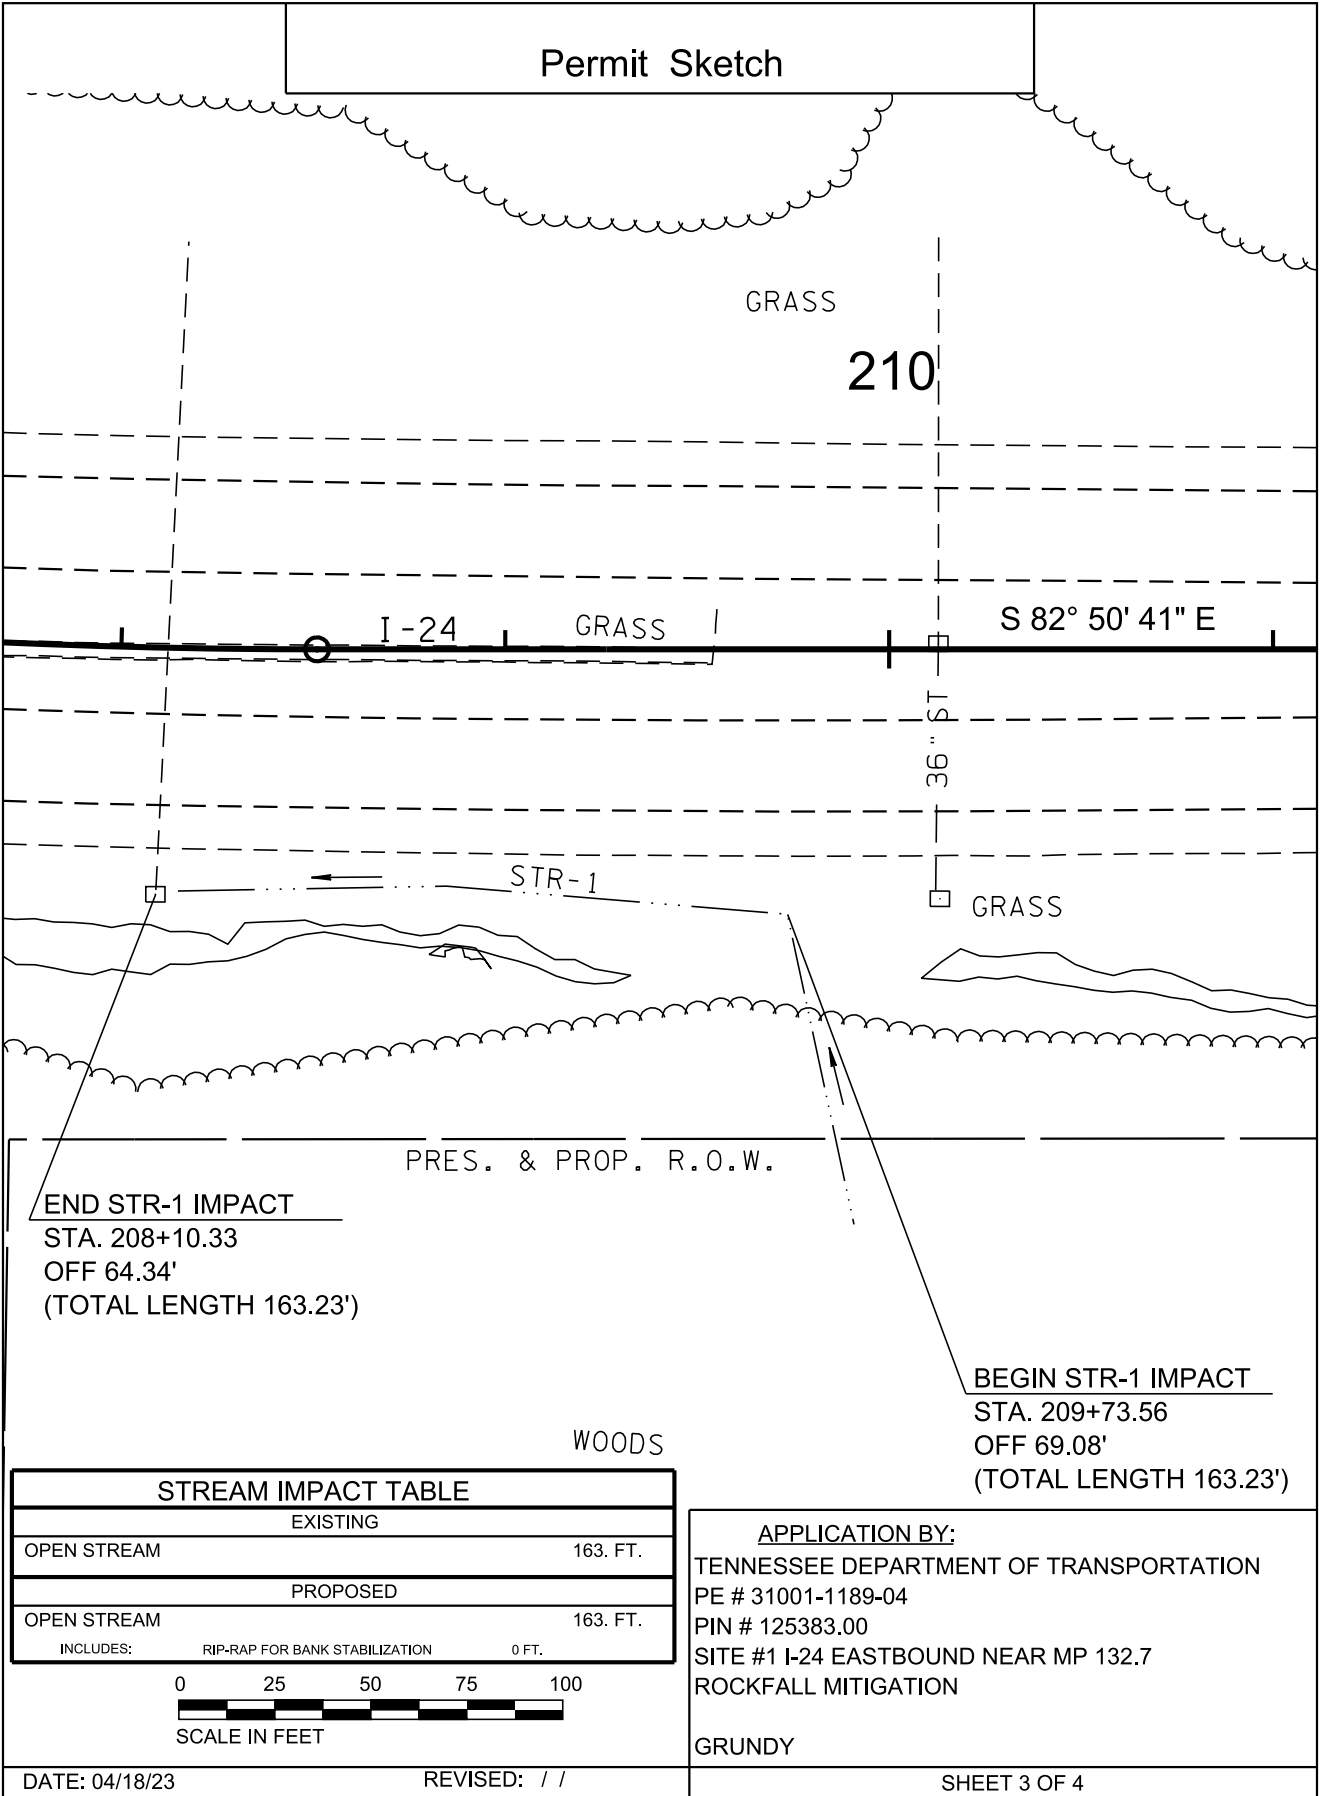 Permit Sketch
GRASS
210
I-24
GRASS
S 82° 50' 41" E
36" ST
STR-1
GRASS
PRES. & PROP. R.O.W.
END STR-1 IMPACT
STA. 208+10.33
OFF 64.34'
(TOTAL LENGTH 163.23')
BEGIN STR-1 IMPACT
STA. 209+73.56
OFF 69.08'
(TOTAL LENGTH 163.23')
WOODS
STREAM IMPACT TABLE
EXISTING
OPEN STREAM 163. FT.
PROPOSED
OPEN STREAM 163. FT.
INCLUDES: RIP-RAP FOR BANK STABILIZATION 0 FT.
0 25 50 75 100
SCALE IN FEET
DATE: 04/18/23 REVISED: / /
APPLICATION BY:
TENNESSEE DEPARTMENT OF TRANSPORTATION
PE # 31001-1189-04
PIN # 125383.00
SITE #1 I-24 EASTBOUND NEAR MP 132.7
ROCKFALL MITIGATION
GRUNDY
SHEET 3 OF 4